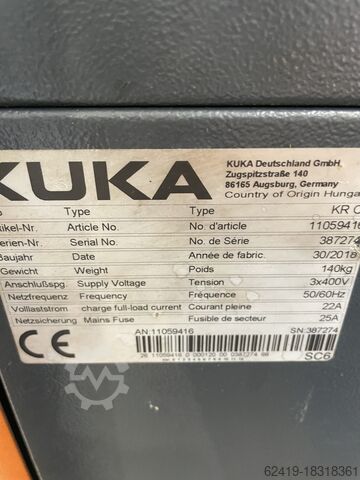 KUKA
KUKA Deutschland GmbH
Zugspitzstraße 140
86165 Augsburg, Germany
Country of Origin Hunga
Type Type KR C
tikel-Nr. Article No. No. d'article 11059416
erien-Nr. Serial No. No. de Série 387274
Baujahr Date Année de fabric. 30/2018
Gewicht Weight Poids 140kg
Anschlußspg. Supply Voltage Tension 3x400V
Netzfrequenz Frequency Fréquence 50/60Hz
Vollaststrom charge full-load current Courant pleine 22A
Netzsicherung Mains Fuse Fusible de secteur 25A
AN:11059416 SN:387274
SC6
62419-18318361